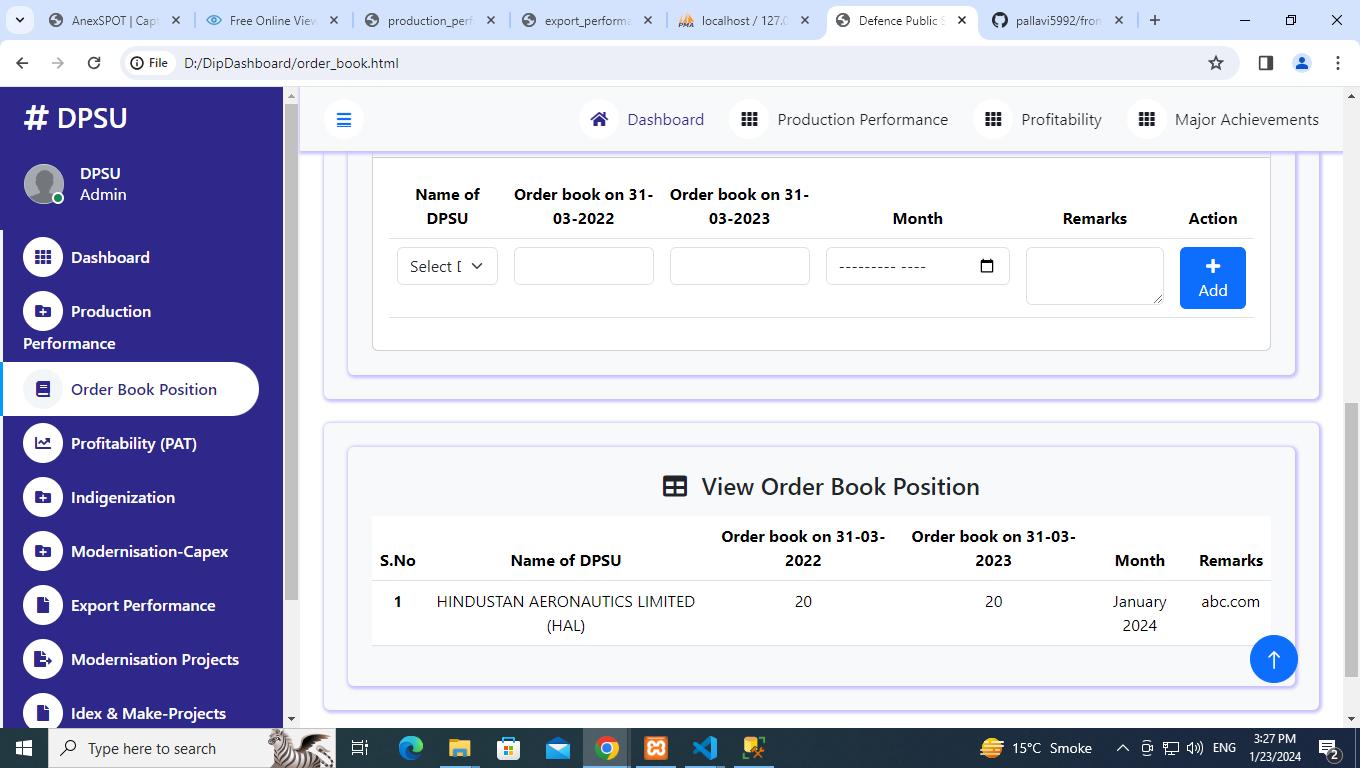 AnexSPOT | Capt
Free Online View
production_perf
export_performa
localhost / 127.0
Defence Public S
pallavi5992/fron
File
D:/DipDashboard/order_book.html
# DPSU
DPSU
Admin
Dashboard
Production
Performance
Order Book Position
Profitability (PAT)
Indigenization
Modernisation-Capex
Export Performance
Modernisation Projects
Idex & Make-Projects
Dashboard
Production Performance
Profitability
Major Achievements
Name of
DPSU
Order book on 31-
03-2022
Order book on 31-
03-2023
Month
Remarks
Action
Select D
--------- ----
+
Add
View Order Book Position
S.No
Name of DPSU
Order book on 31-03-
2022
Order book on 31-03-
2023
Month
Remarks
1
HINDUSTAN AERONAUTICS LIMITED
(HAL)
20
20
January
2024
abc.com
Type here to search
15°C Smoke
ENG
3:27 PM
1/23/2024
2